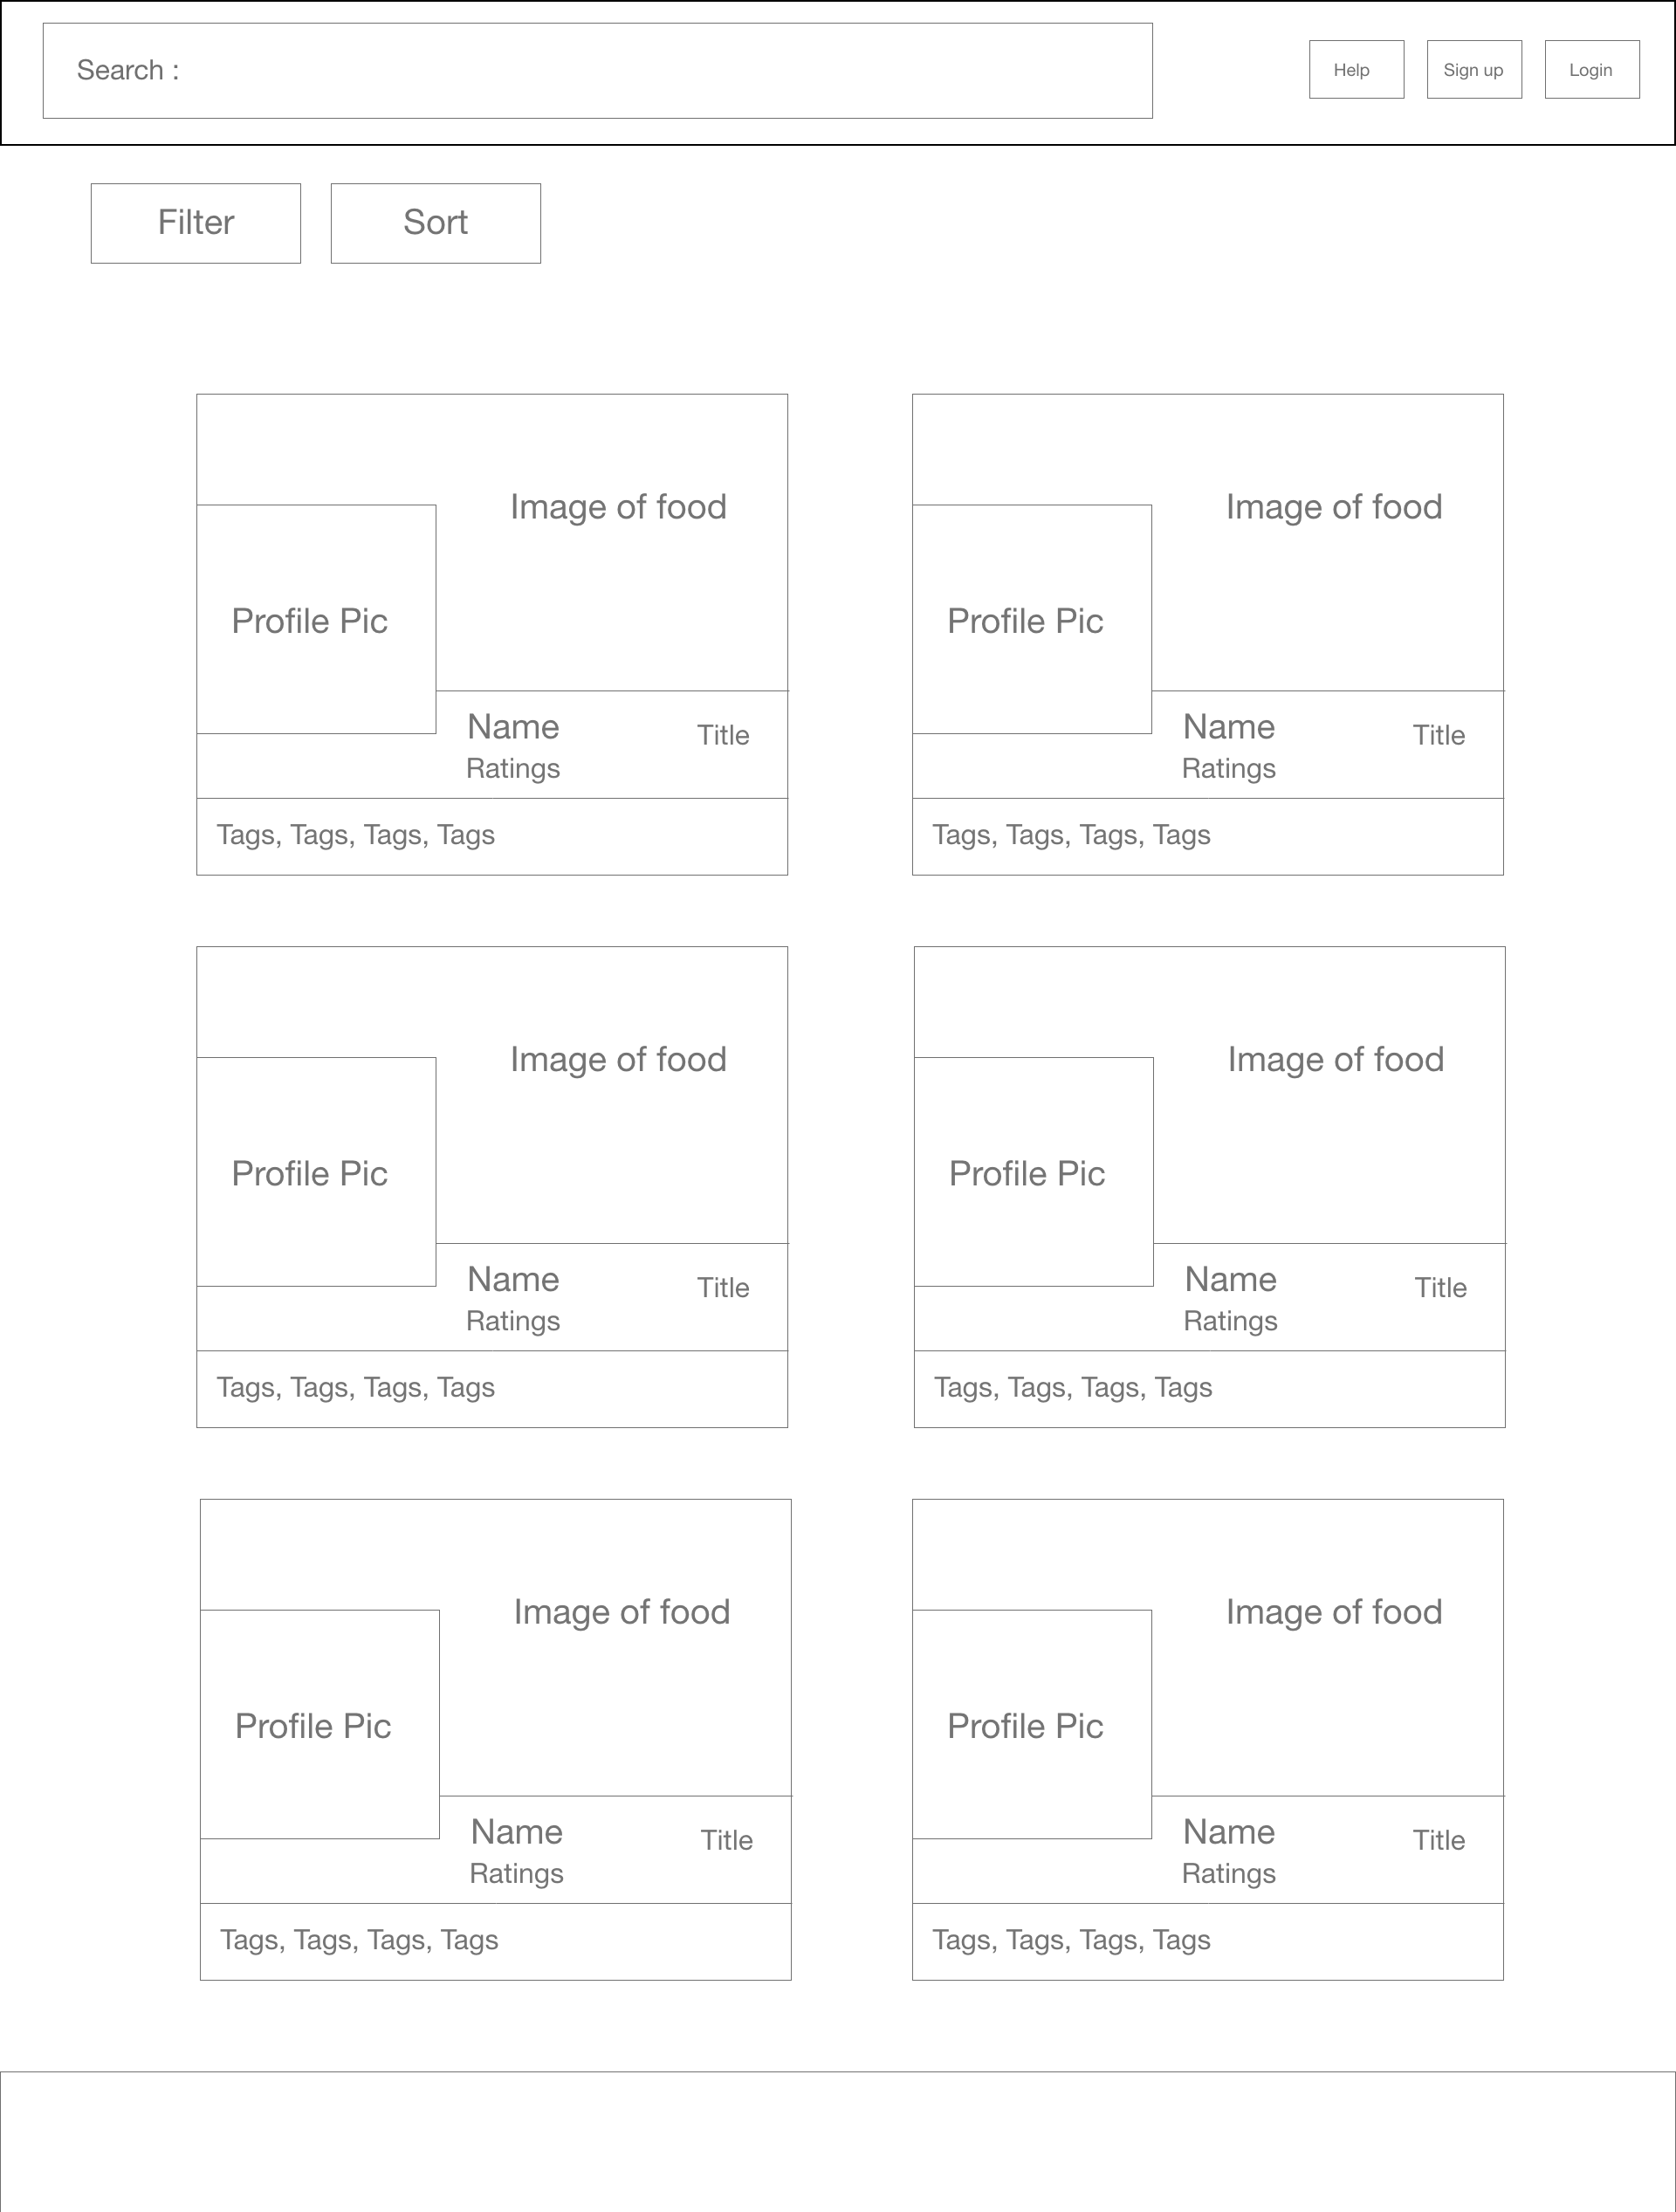 Search :
Help
Sign up
Login
Filter
Sort
Image of food
Profile Pic
Name
Title
Ratings
Tags, Tags, Tags, Tags
Image of food
Profile Pic
Name
Title
Ratings
Tags, Tags, Tags, Tags
Image of food
Profile Pic
Name
Title
Ratings
Tags, Tags, Tags, Tags
Image of food
Profile Pic
Name
Title
Ratings
Tags, Tags, Tags, Tags
Image of food
Profile Pic
Name
Title
Ratings
Tags, Tags, Tags, Tags
Image of food
Profile Pic
Name
Title
Ratings
Tags, Tags, Tags, Tags